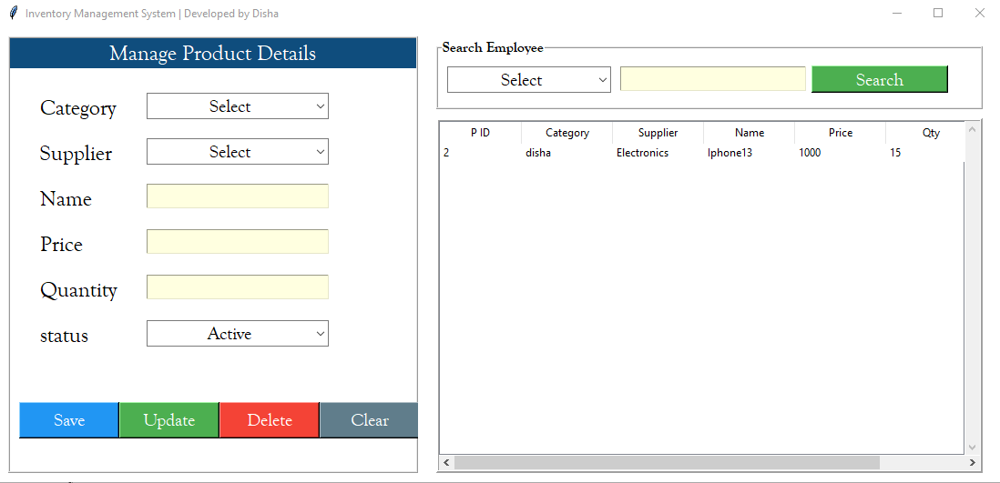 Inventory Management System | Developed by Disha
Manage Product Details
Category Select
Supplier Select
Name
Price
Quantity
status Active
Save Update Delete Clear
Search Employee
Select Search
P ID Category Supplier Name Price Qty
2 disha Electronics Iphone13 1000 15